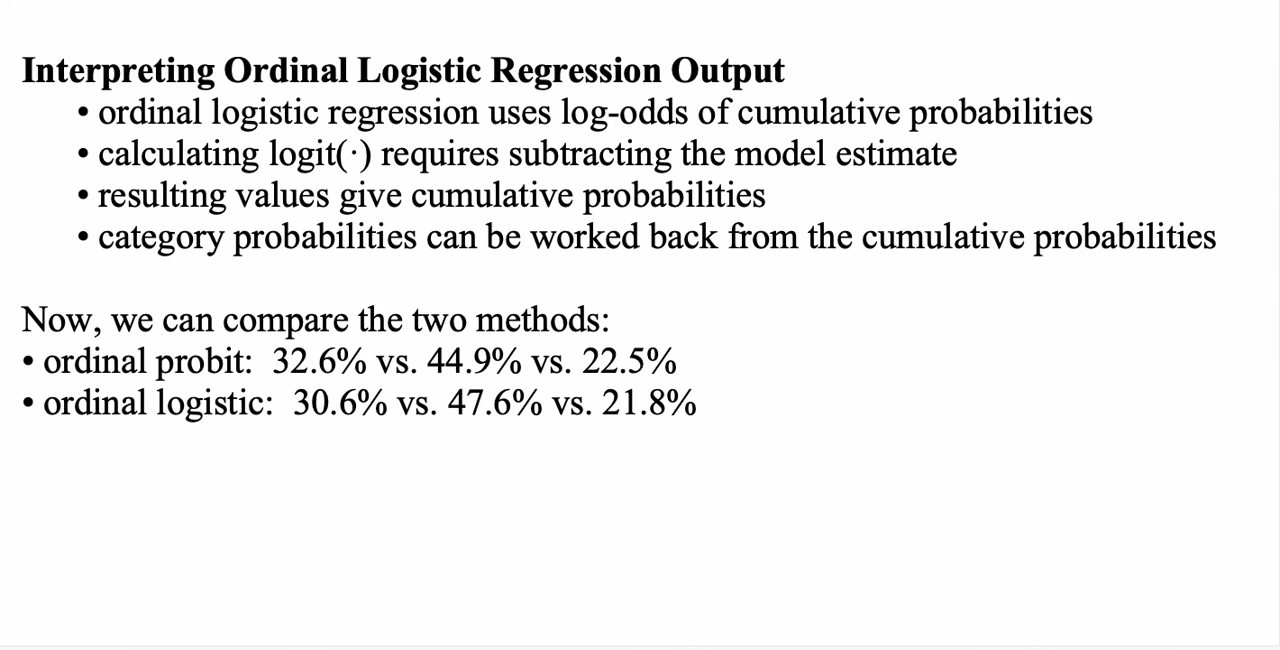 Interpreting Ordinal Logistic Regression Output
• ordinal logistic regression uses log-odds of cumulative probabilities
• calculating logit(·) requires subtracting the model estimate
• resulting values give cumulative probabilities
• category probabilities can be worked back from the cumulative probabilities
Now, we can compare the two methods:
• ordinal probit:  32.6% vs. 44.9% vs. 22.5%
• ordinal logistic:  30.6% vs. 47.6% vs. 21.8%